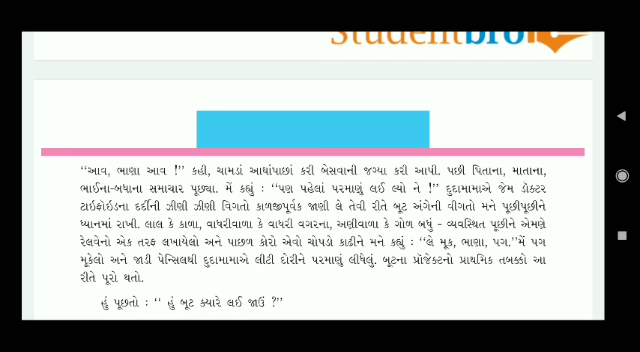 Studentbro
“આવ, ભાણા આવ !” કહી, ચામડાં આઘાંપાછાં કરી બેસવાની જગ્યા કરી આપી. પછી પિતાના, માતાના,
ભાઈના-બધાના સમાચાર પૂછ્યા. મેં કહ્યું : “પણ પહેલાં પરમાણું લઈ લ્યો ને !” દુદામામાએ જેમ ડૉક્ટર
ટાઇફૉઇડના દર્દીની ઝીણી ઝીણી વિગતો કાળજીપૂર્વક જાણી લે તેવી રીતે બૂટ અંગેની વીગતો મને પૂછીપૂછીને
ધ્યાનમાં રાખી. લાલ કે કાળા, વાધરીવાળા કે વાધરી વગરના, અણીવાળા કે ગોળ બધું - વ્યવસ્થિત પૂછીને એમણે
રેલવેનો એક તરફ લખાયેલો અને પાછળ કોરો એવો ચોપડો કાઢીને મને કહ્યું : “લે મૂક, ભાણા, પગ.”મેં પગ
મૂકેલો અને જાડી પેન્સિલથી દુદામામાએ લીટી દોરીને પરમાણું લીધેલું. બૂટના પ્રૉજેક્ટનો પ્રાથમિક તબક્કો આ
રીતે પૂરો થતો.
હું પૂછતો : “ હું બૂટ ક્યારે લઈ જાઉં ?”